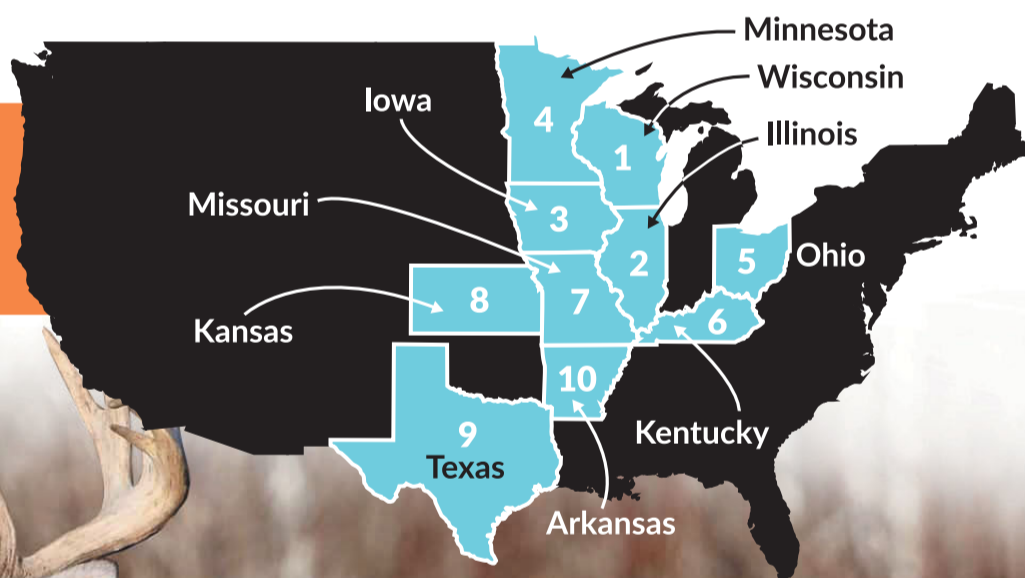 Minnesota
Wisconsin
Iowa
4
Illinois
1
Missouri
3
Ohio
2
5
8
7
6
Kansas
10
9
Kentucky
Texas
Arkansas